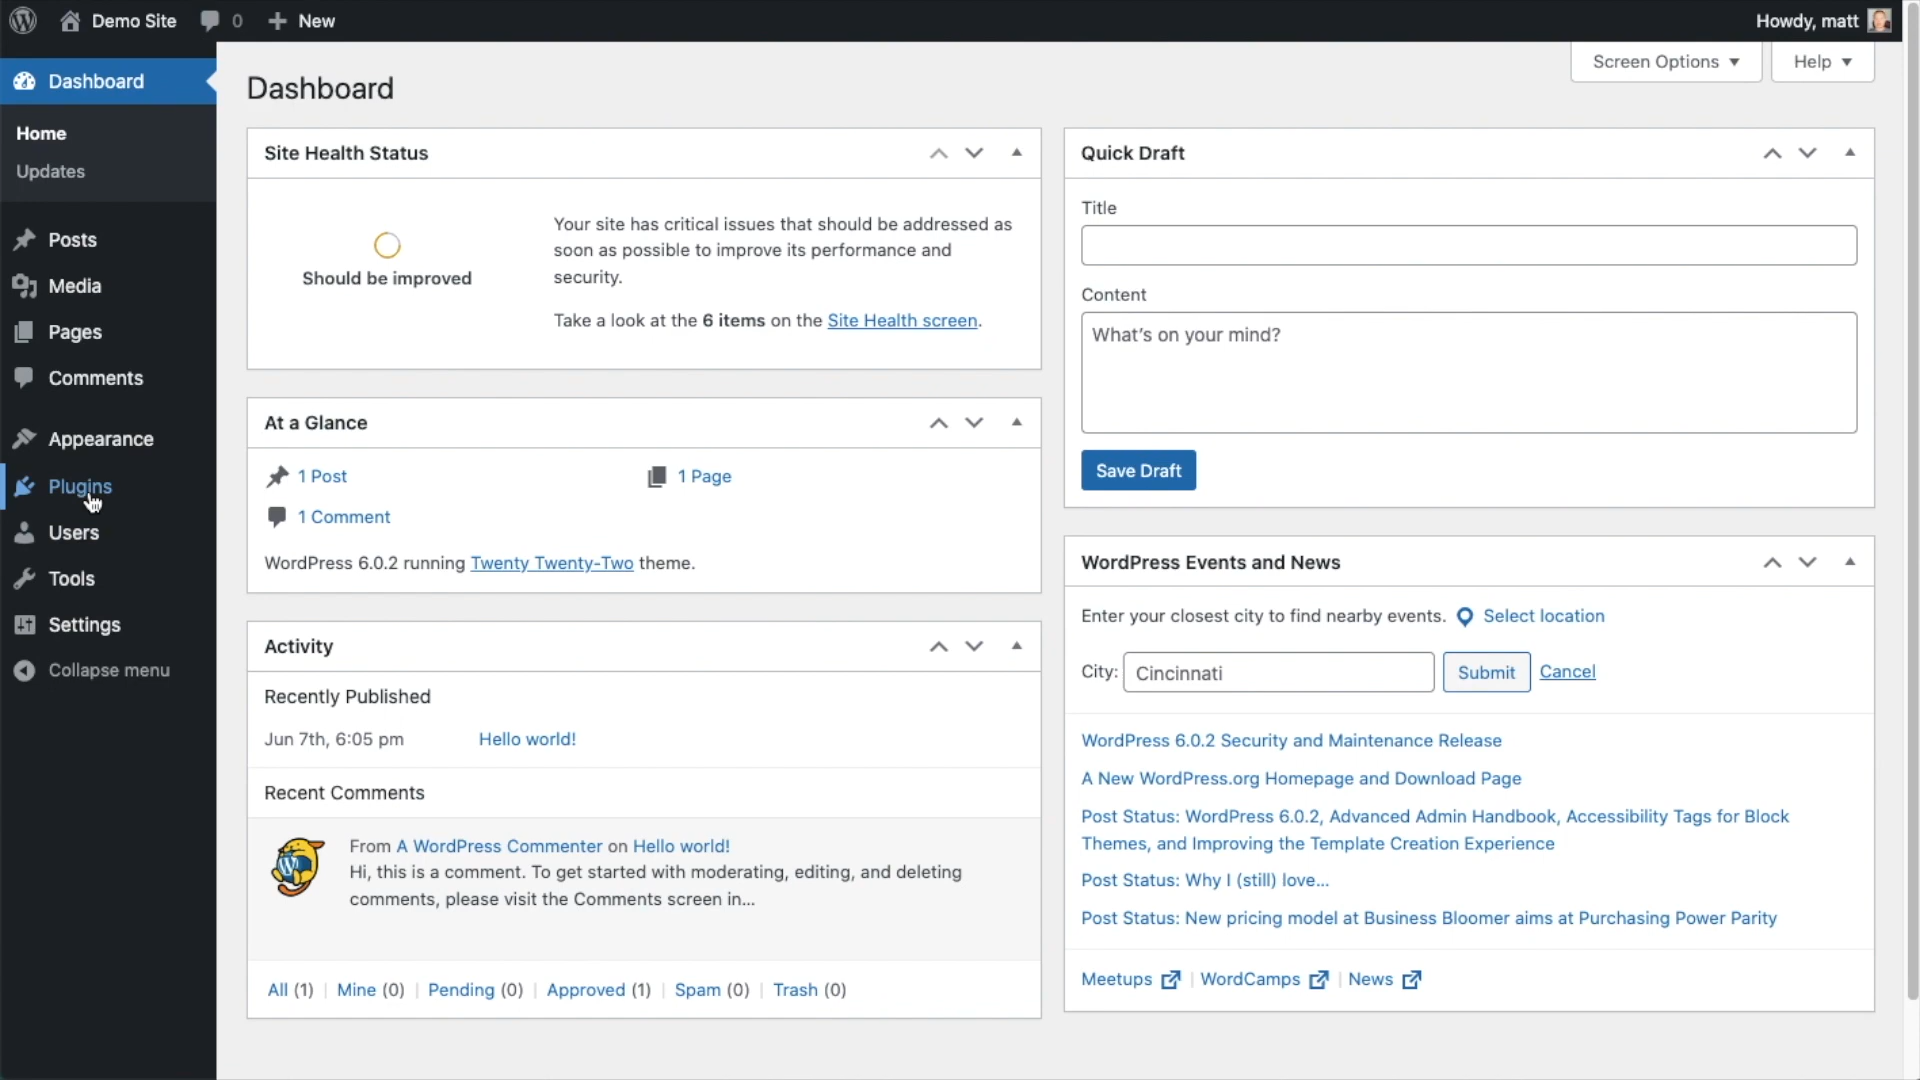 Demo Site
0
New
Howdy, matt
Dashboard
Home
Updates
Posts
Media
Pages
Comments
Appearance
Plugins
Users
Tools
Settings
Collapse menu
Screen Options
Help
Dashboard
Site Health Status
Should be improved
Your site has critical issues that should be addressed as
soon as possible to improve its performance and
security.
Take a look at the 6 items on the Site Health screen.
At a Glance
1 Post
1 Page
1 Comment
WordPress 6.0.2 running Twenty Twenty-Two theme.
Activity
Recently Published
Jun 7th, 6:05 pm Hello world!
Recent Comments
From A WordPress Commenter on Hello world!
Hi, this is a comment. To get started with moderating, editing, and deleting
comments, please visit the Comments screen in…
All (1) | Mine (0) | Pending (0) | Approved (1) | Spam (0) | Trash (0)
Quick Draft
Title
Content
What's on your mind?
Save Draft
WordPress Events and News
Enter your closest city to find nearby events. Select location
City: Cincinnati Submit Cancel
WordPress 6.0.2 Security and Maintenance Release
A New WordPress.org Homepage and Download Page
Post Status: WordPress 6.0.2, Advanced Admin Handbook, Accessibility Tags for Block
Themes, and Improving the Template Creation Experience
Post Status: Why I (still) love…
Post Status: New pricing model at Business Bloomer aims at Purchasing Power Parity
Meetups | WordCamps | News